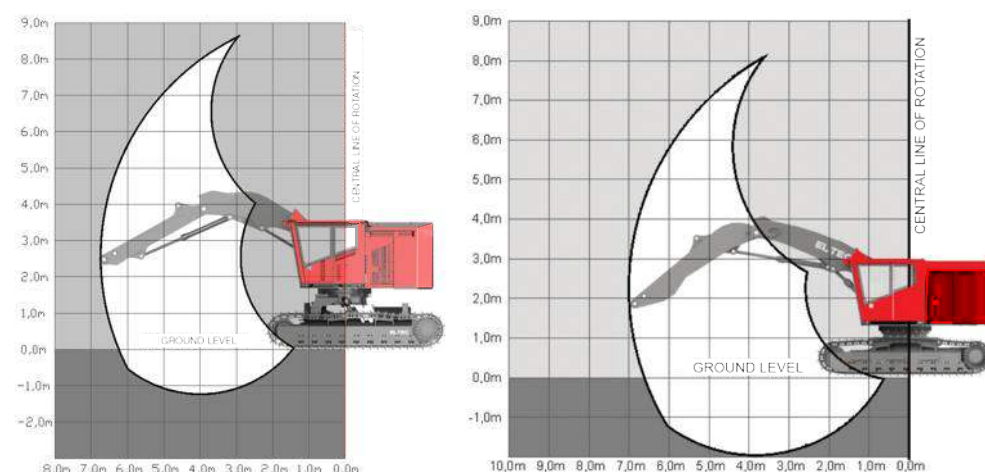 9,0m
8,0m
7,0m
6,0m
5,0m
4,0m
3,0m
2,0m
1,0m
0,0m
-1,0m
-2,0m
8,0m 7,0m 6,0m 5,0m 4,0m 3,0m 2,0m 1,0m 0,0m
CENTRAL LINE OF ROTATION
GROUND LEVEL
9,0m
8,0m
7,0m
6,0m
5,0m
4,0m
3,0m
2,0m
1,0m
0,0m
-1,0m
10,0m 9,0m 8,0m 7,0m 6,0m 5,0m 4,0m 3,0m 2,0m 1,0m 0,0m
CENTRAL LINE OF ROTATION
GROUND LEVEL